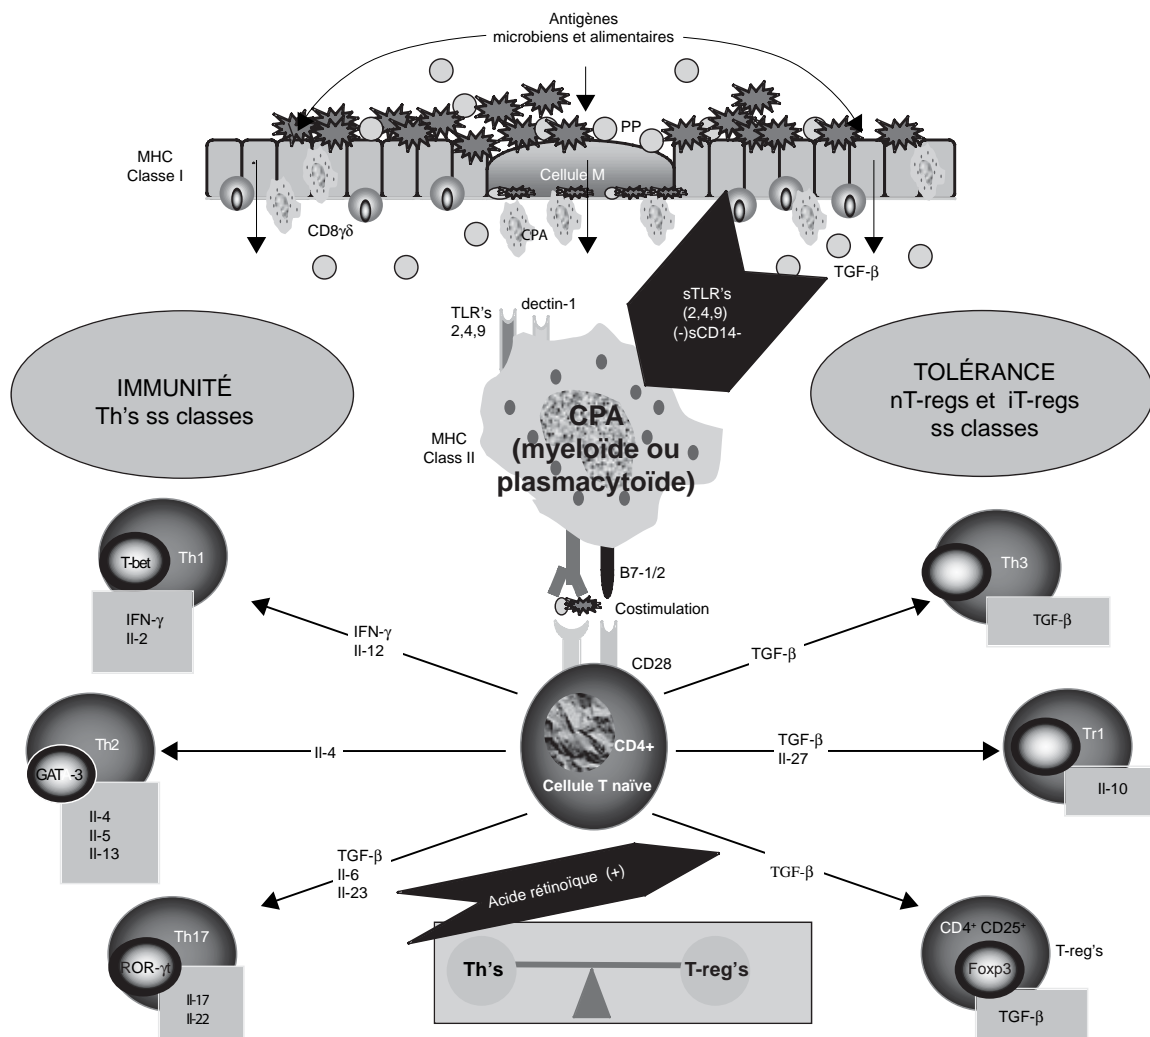 Antigènes
microbiens et alimentaires
PP
MHC
Classe I
Cellule M
CD8γδ
CPA
TGF-β
TLR's
2,4,9
dectin-1
sTLR's
(2,4,9)
(-)sCD14-
IMMUNITÉ
Th's ss classes
TOLÉRANCE
nT-regs et iT-regs
ss classes
CPA
(myeloïde ou
plasmacytoïde)
MHC
Class II
B7-1/2
Costimulation
CD28
T-bet
Th1
IFN-γ
Il-2
IFN-γ
Il-12
TGF-β
Th3
TGF-β
Th2
GAT -3
Il-4
Il-5
Il-13
Il-4
CD4+
Cellule T naïve
TGF-β
Il-27
Tr1
Il-10
TGF-β
Il-6
Il-23
Acide rétinoïque (+)
TGF-β
Th17
ROR-γt
Il-17
Il-22
Th's
T-reg's
CD4⁺ CD25⁺
Foxp3
T-reg's
TGF-β